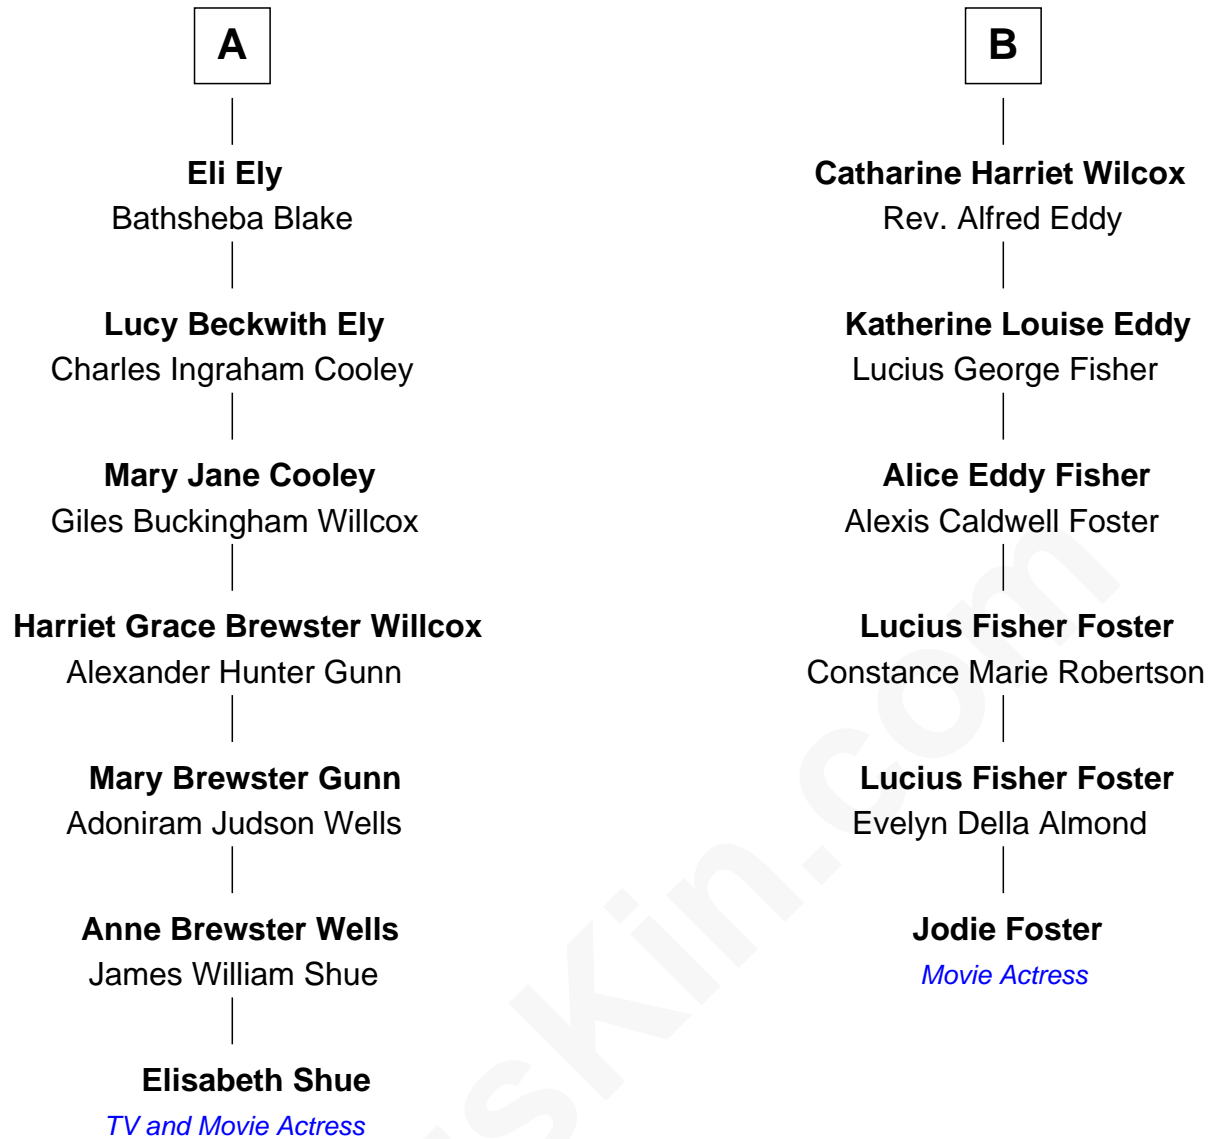 A
Eli Ely
Bathsheba Blake
Lucy Beckwith Ely
Charles Ingraham Cooley
Mary Jane Cooley
Giles Buckingham Willcox
Harriet Grace Brewster Willcox
Alexander Hunter Gunn
Mary Brewster Gunn
Adoniram Judson Wells
Anne Brewster Wells
James William Shue
Elisabeth Shue
TV and Movie Actress
B
Catharine Harriet Wilcox
Rev. Alfred Eddy
Katherine Louise Eddy
Lucius George Fisher
Alice Eddy Fisher
Alexis Caldwell Foster
Lucius Fisher Foster
Constance Marie Robertson
Lucius Fisher Foster
Evelyn Della Almond
Jodie Foster
Movie Actress
sKin.com